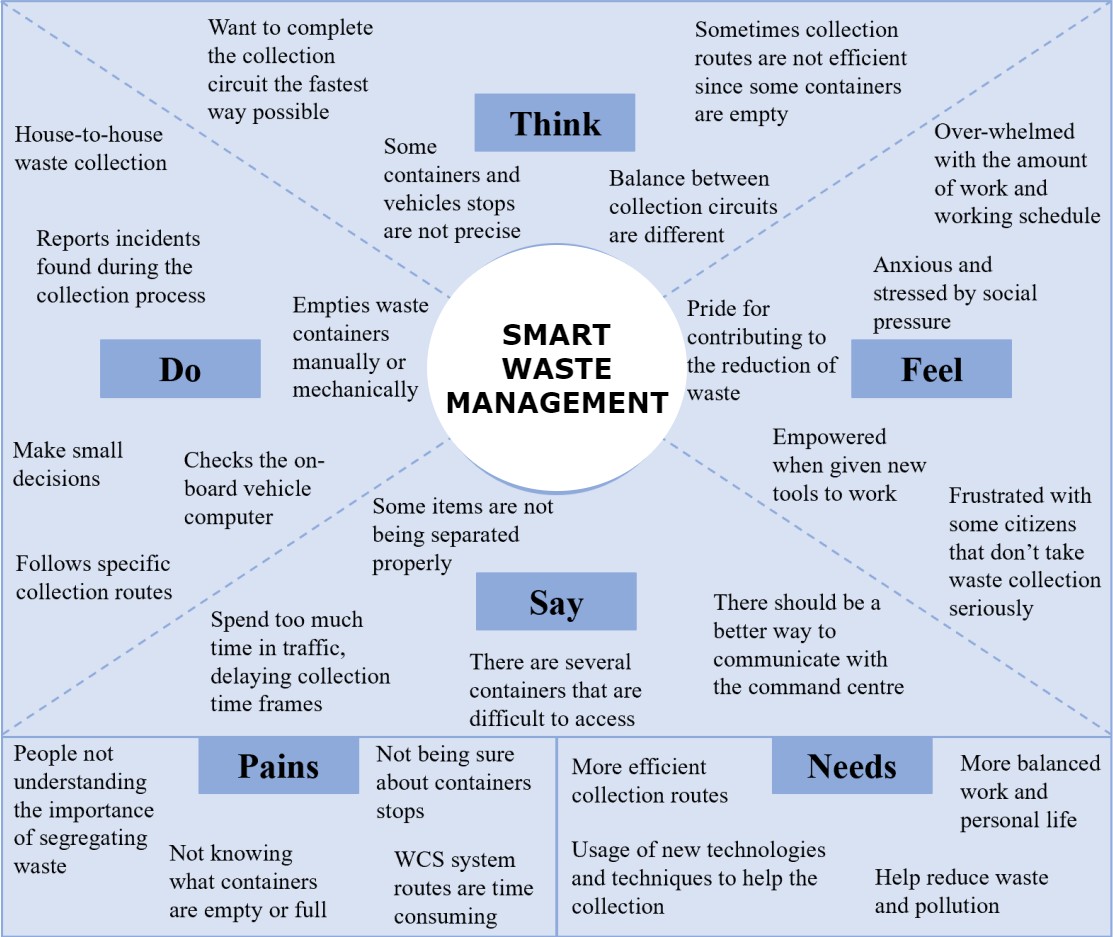 Want to complete
the collection
circuit the fastest
way possible
Think
Sometimes collection
routes are not efficient
since some containers
are empty
Some
containers and
vehicles stops
are not precise
Balance between
collection circuits
are different
House-to-house
waste collection
Reports incidents
found during the
collection process
Empties waste
containers
manually or
mechanically
Do
Make small
decisions
Checks the on-
board vehicle
computer
Follows specific
collection routes
SMART
WASTE
MANAGEMENT
Over-whelmed
with the amount
of work and
working schedule
Anxious and
stressed by social
pressure
Pride for
contributing to
the reduction of
waste
Feel
Empowered
when given new
tools to work
Frustrated with
some citizens
that don’t take
waste collection
seriously
Some items are not
being separated
properly
Say
Spend too much
time in traffic,
delaying collection
time frames
There are several
containers that are
difficult to access
There should be a
better way to
communicate with
the command centre
People not
understanding
the importance
of segregating
waste
Pains
Not being sure
about containers
stops
Not knowing
what containers
are empty or full
WCS system
routes are time
consuming
More efficient
collection routes
Needs
More balanced
work and
personal life
Usage of new technologies
and techniques to help the
collection
Help reduce waste
and pollution